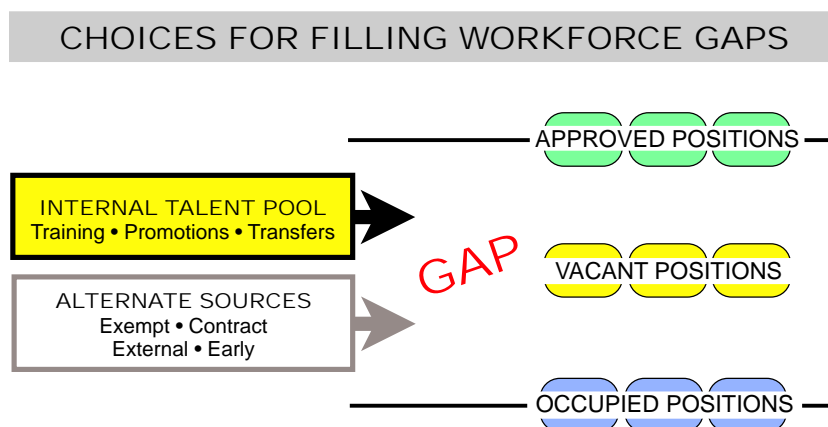 CHOICES FOR FILLING WORKFORCE GAPS
APPROVED POSITIONS
INTERNAL TALENT POOL
Training • Promotions • Transfers
GAP
VACANT POSITIONS
ALTERNATE SOURCES
Exempt • Contract
External • Early
OCCUPIED POSITIONS